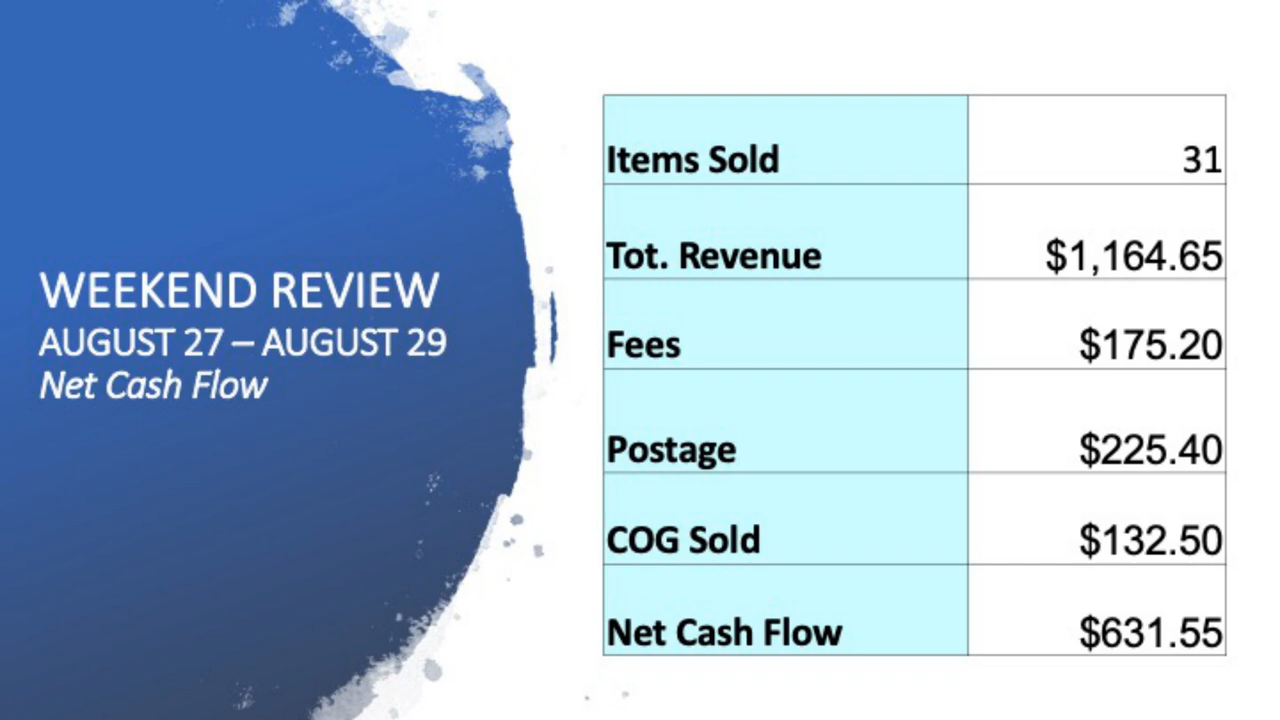 WEEKEND REVIEW
AUGUST 27 – AUGUST 29
Net Cash Flow
Items Sold 31
Tot. Revenue $1,164.65
Fees $175.20
Postage $225.40
COG Sold $132.50
Net Cash Flow $631.55